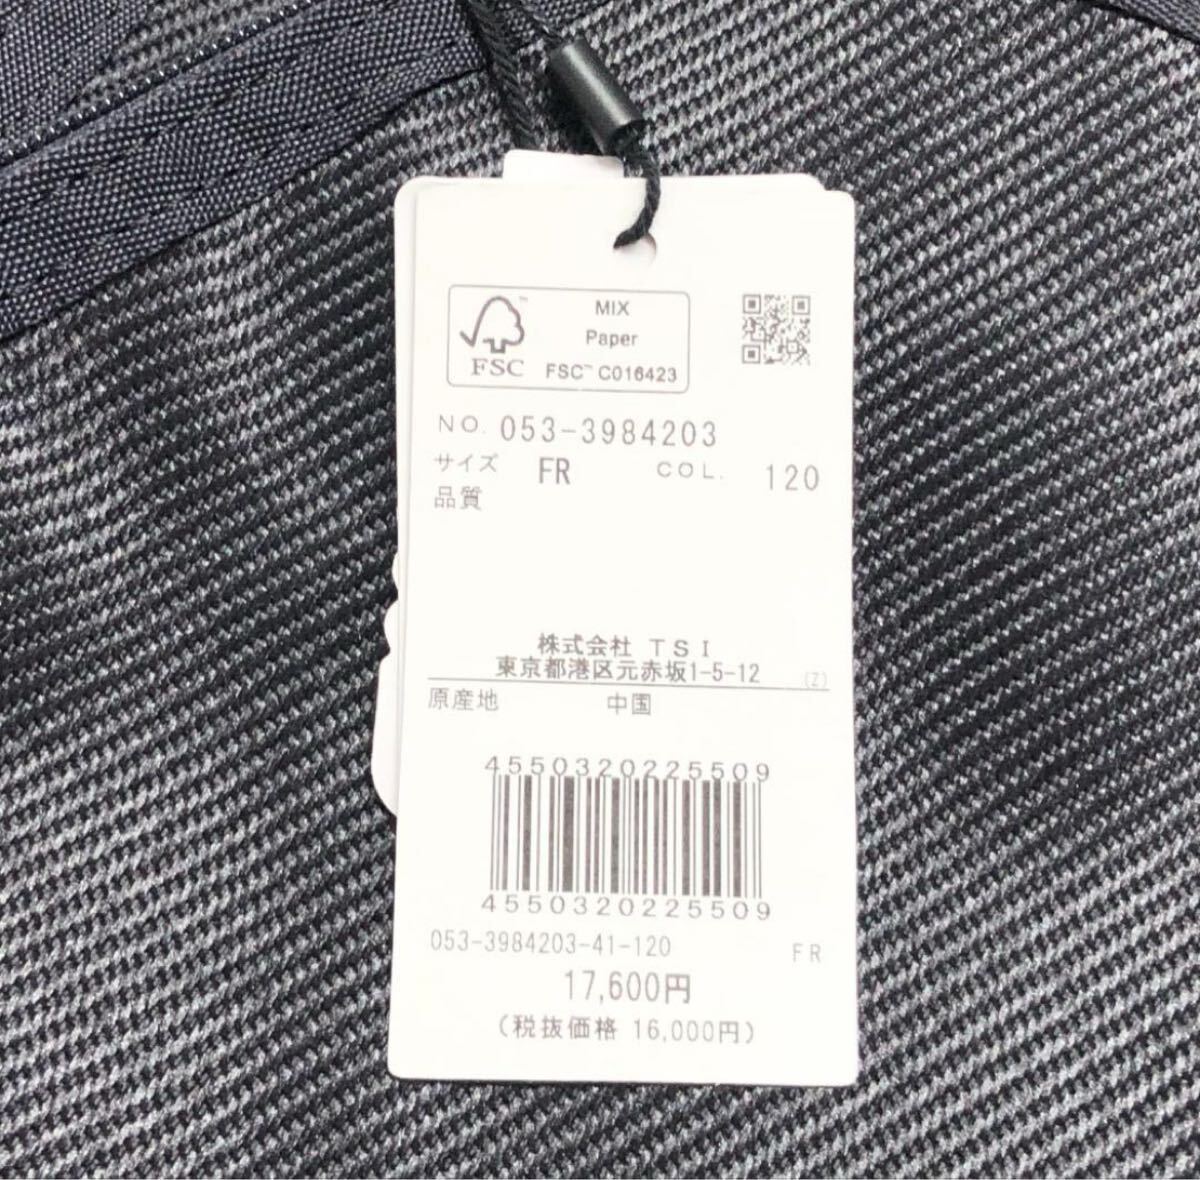 MIX
Paper
FSC™ FSC™ C016423
NO. 053-3984203
サイズ FR COL. 120
品質
株式会社 TSI
東京都港区元赤坂1-5-12 (Z)
原産地 中国
4550320225509
4550320225509
053-3984203-41-120 FR
17,600円
(税抜価格 16,000円)